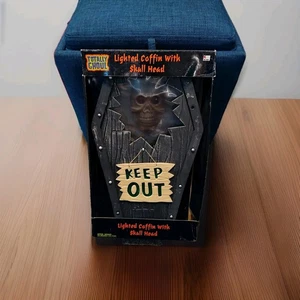 TOTALLY
GHOUL
Lighted Coffin With
Skull Head
KEEP
OUT
Lighted Coffin With
Skull Head